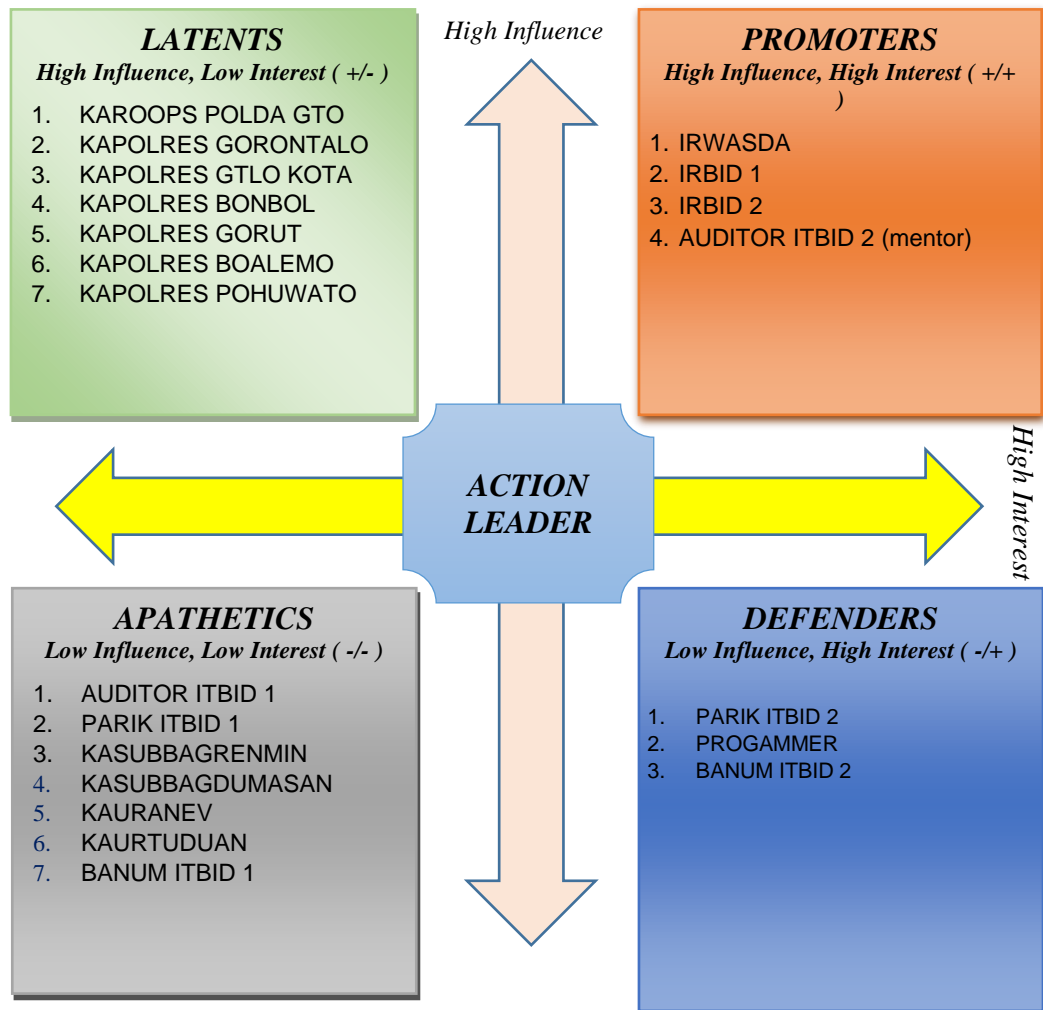 LATENTS
High Influence, Low Interest ( +/- )
1. KAROOPS POLDA GTO
2. KAPOLRES GORONTALO
3. KAPOLRES GTLO KOTA
4. KAPOLRES BONBOL
5. KAPOLRES GORUT
6. KAPOLRES BOALEMO
7. KAPOLRES POHUWATO
High Influence
PROMOTERS
High Influence, High Interest ( +/+
)
1. IRWASDA
2. IRBID 1
3. IRBID 2
4. AUDITOR ITBID 2 (mentor)
ACTION
LEADER
High Interest
APATHETICS
Low Influence, Low Interest ( -/- )
1. AUDITOR ITBID 1
2. PARIK ITBID 1
3. KASUBBAGRENMIN
4. KASUBBAGDUMASAN
5. KAURANEV
6. KAURTUDUAN
7. BANUM ITBID 1
DEFENDERS
Low Influence, High Interest ( -/+ )
1. PARIK ITBID 2
2. PROGAMMER
3. BANUM ITBID 2